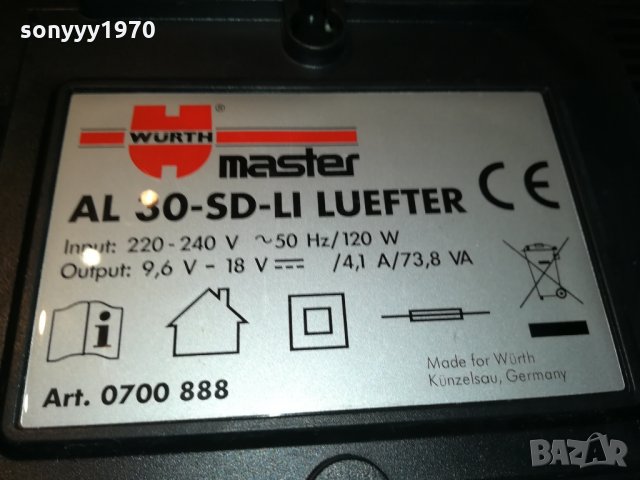 sonyyy1970
WÜRTH ®
master
AL 30-SD-LI LUEFTER CE
Input: 220-240 V ~50 Hz/120 W
Output: 9,6 V - 18 V ⎓ /4,1 A/73,8 VA
i
Made for Würth
Künzelsau, Germany
Art. 0700 888
BAZAR